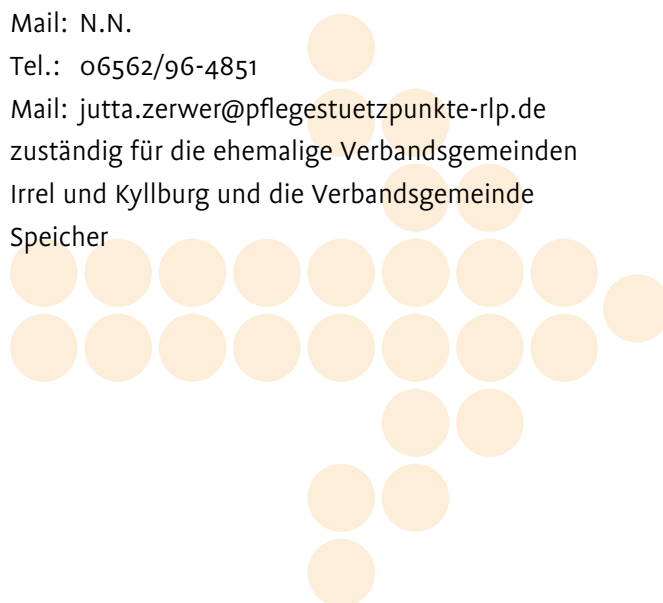 Mail: N.N.
Tel.: 06562/96-4851
Mail: jutta.zerwer@pflegestuetzpunkte-rlp.de
zuständig für die ehemalige Verbandsgemeinden
Irrel und Kyllburg und die Verbandsgemeinde
Speicher